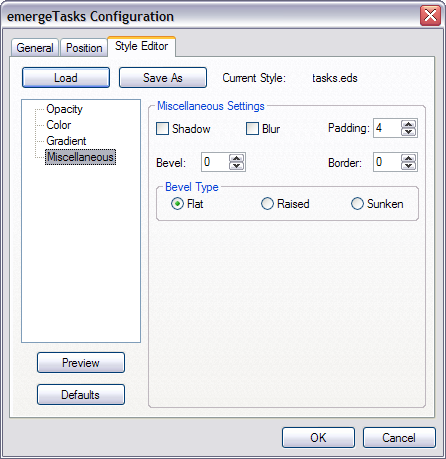 emergeTasks Configuration
General Position Style Editor
Load Save As Current Style: tasks.eds
Opacity
Color
Gradient
Miscellaneous
Miscellaneous Settings
Shadow Blur Padding: 4
Bevel: 0 Border: 0
Bevel Type
Flat Raised Sunken
Preview
Defaults
OK Cancel